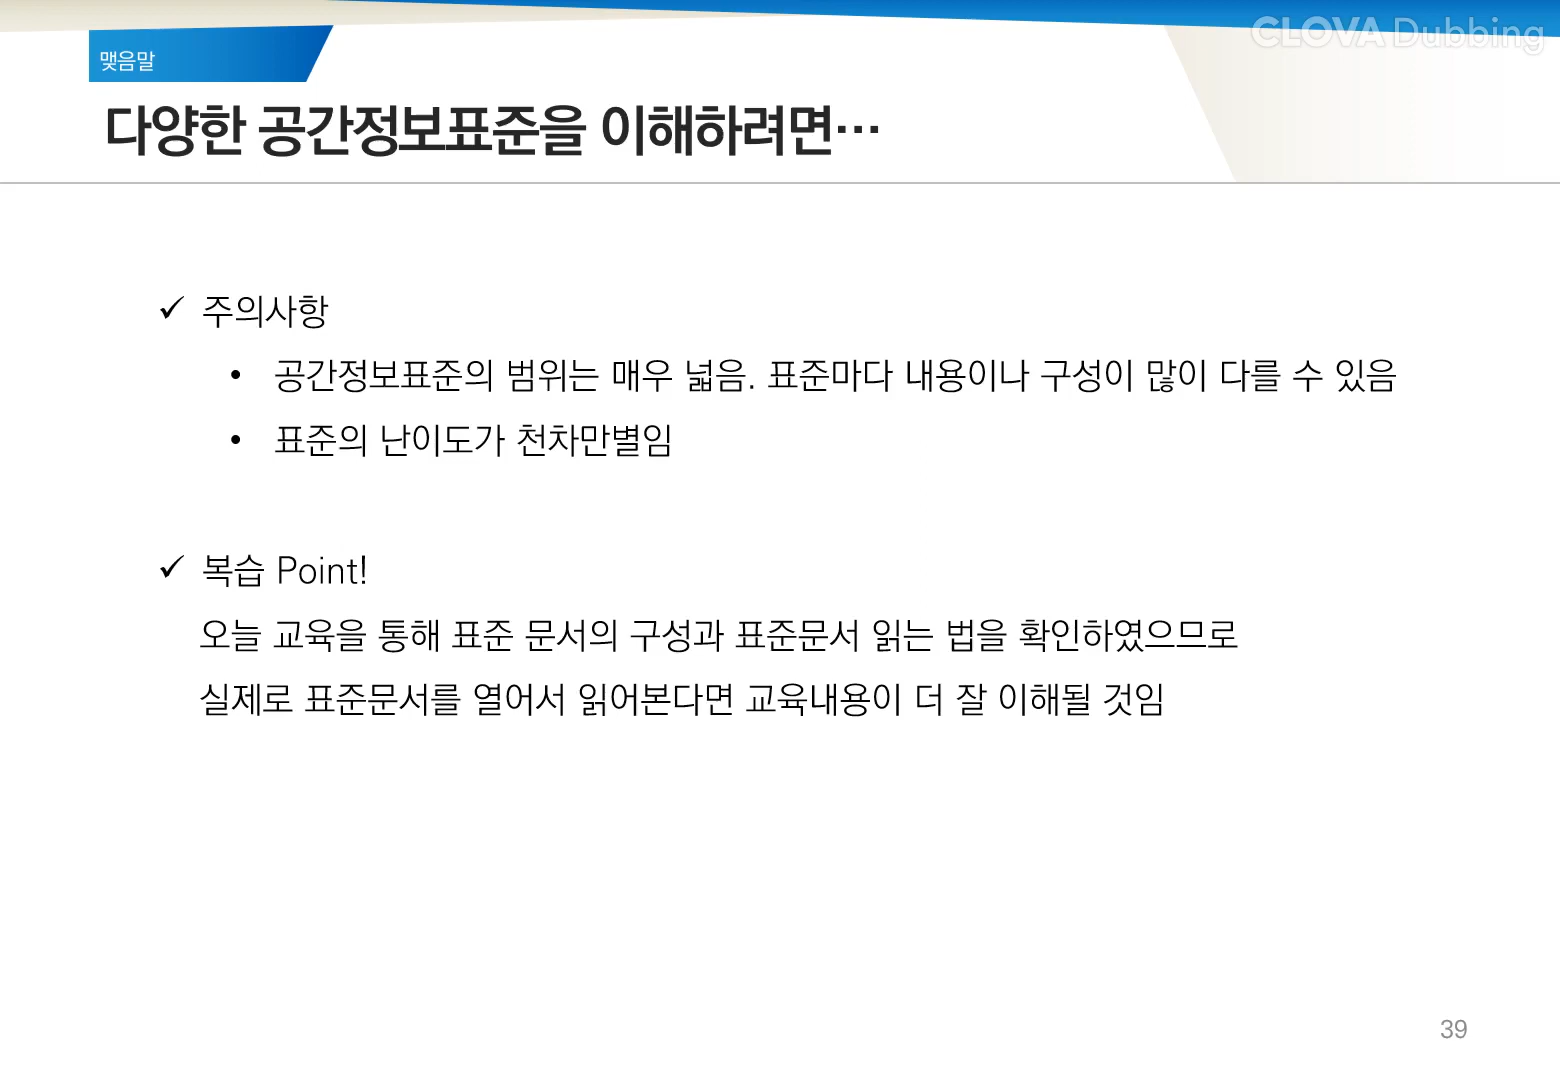 CLOVA Dubbing
맺음말
다양한 공간정보표준을 이해하려면…
✓ 주의사항
• 공간정보표준의 범위는 매우 넓음. 표준마다 내용이나 구성이 많이 다를 수 있음
• 표준의 난이도가 천차만별임
✓ 복습 Point!
오늘 교육을 통해 표준 문서의 구성과 표준문서 읽는 법을 확인하였으므로
실제로 표준문서를 열어서 읽어본다면 교육내용이 더 잘 이해될 것임
39